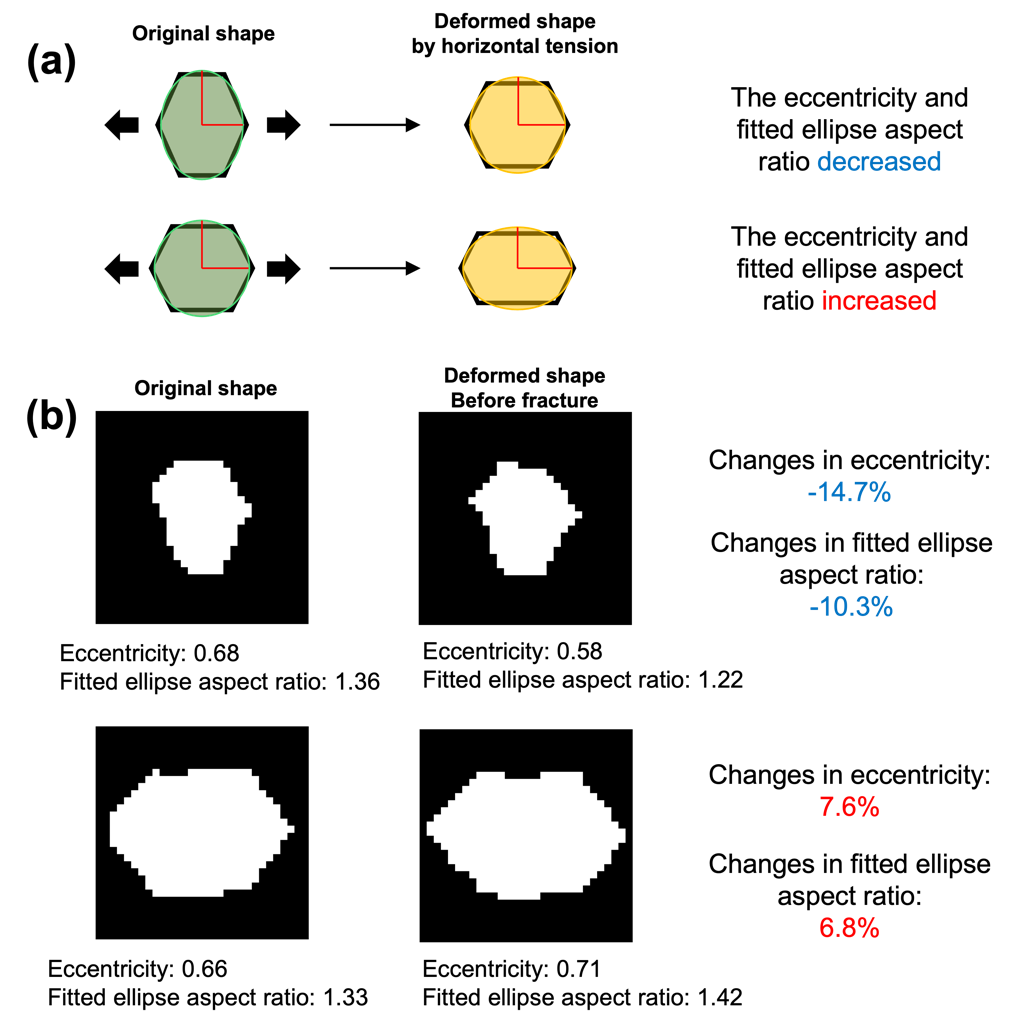 (a)
Original shape
Deformed shape
by horizontal tension
The eccentricity and
fitted ellipse aspect
ratio decreased
The eccentricity and
fitted ellipse aspect
ratio increased
(b)
Original shape
Deformed shape
Before fracture
Changes in eccentricity:
-14.7%
Changes in fitted ellipse
aspect ratio:
-10.3%
Eccentricity: 0.68
Fitted ellipse aspect ratio: 1.36
Eccentricity: 0.58
Fitted ellipse aspect ratio: 1.22
Changes in eccentricity:
7.6%
Changes in fitted ellipse
aspect ratio:
6.8%
Eccentricity: 0.66
Fitted ellipse aspect ratio: 1.33
Eccentricity: 0.71
Fitted ellipse aspect ratio: 1.42